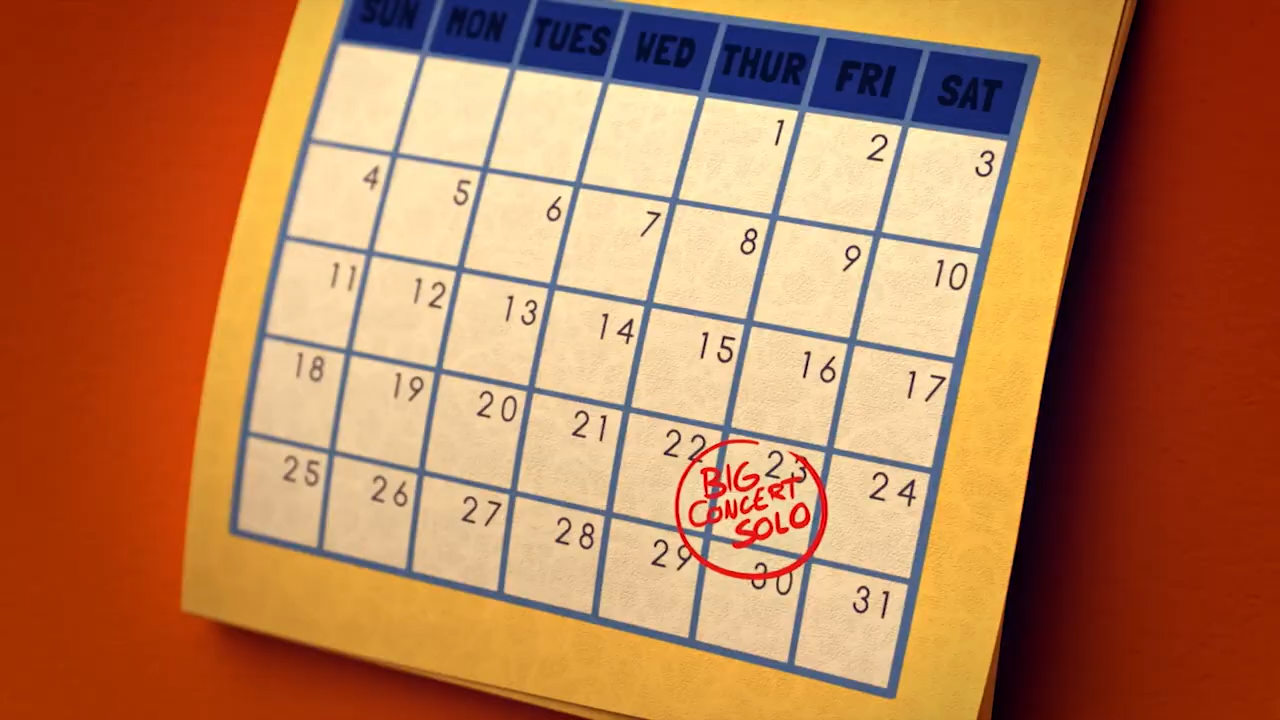 SUN MON TUES WED THUR FRI SAT
1 2 3
4 5 6 7 8 9 10
11 12 13 14 15 16 17
18 19 20 21 22 23 24
BIG
CONCERT
SOLO
25 26 27 28 29 30 31